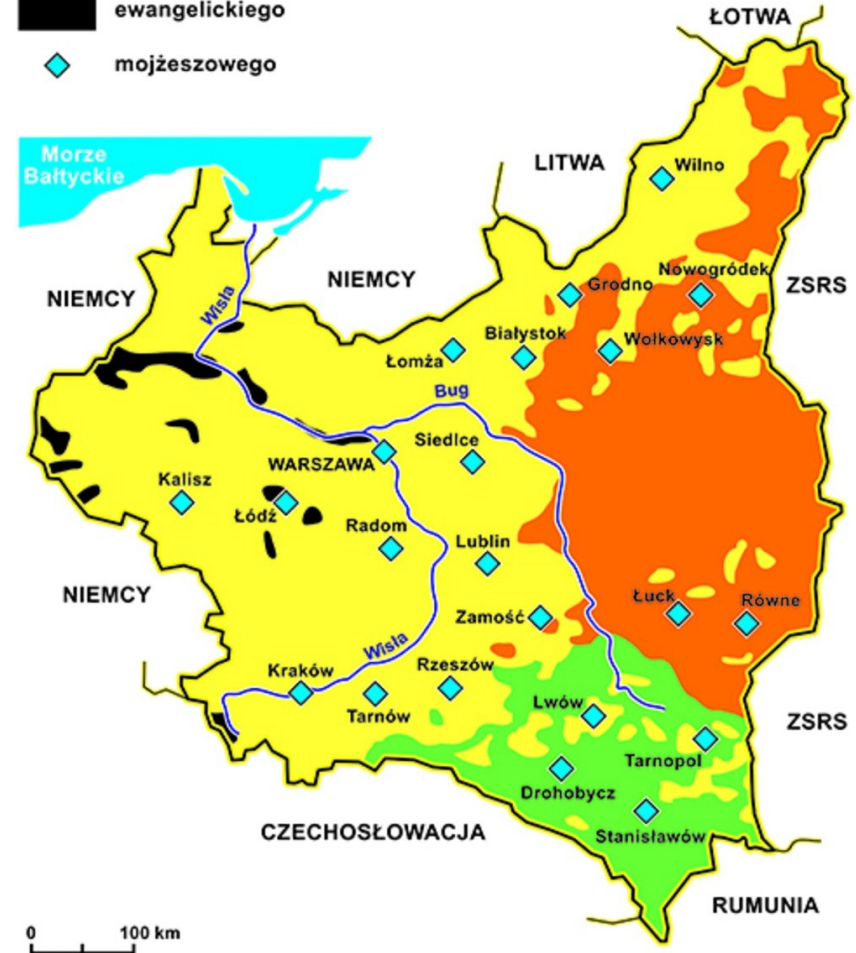 ewangelickiego
mojżeszowego
ŁOTWA
Morze
Bałtyckie
LITWA
Wilno
NIEMCY
NIEMCY
Wisła
Grodno
Nowogródek
ZSRS
Łomża
Białystok
Wołkowysk
Bug
Siedlce
WARSZAWA
Kalisz
Łódź
Radom
Lublin
NIEMCY
Łuck
Równe
Zamość
Wisła
Kraków
Rzeszów
Tarnów
Lwów
ZSRS
Tarnopol
Drohobycz
Stanisławów
CZECHOSŁOWACJA
RUMUNIA
0 100 km